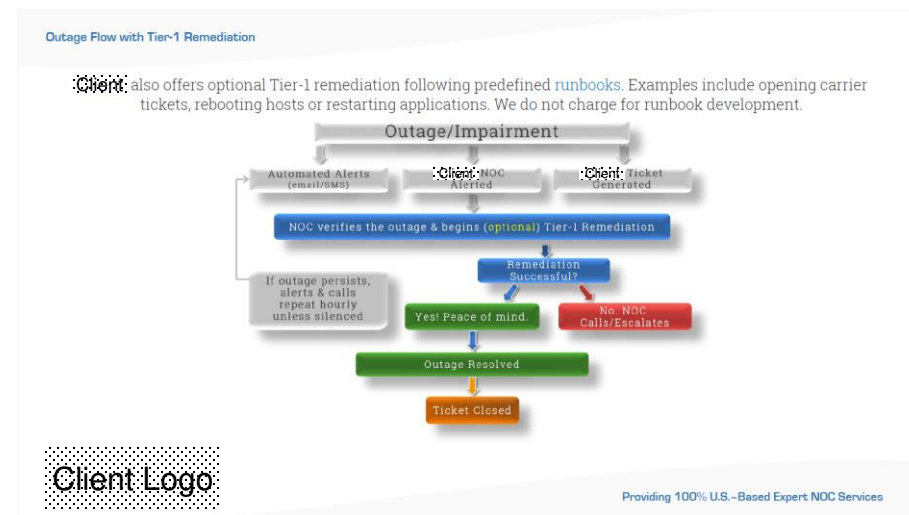 Outage Flow with Tier-1 Remediation
Client also offers optional Tier-1 remediation following predefined runbooks. Examples include opening carrier
tickets, rebooting hosts or restarting applications. We do not charge for runbook development.
Outage/Impairment
Automated Alerts
(email/SMS)
Client NOC
Alerted
Client Ticket
Generated
NOC verifies the outage & begins (optional) Tier-1 Remediation
Remediation
Successful?
If outage persists,
alerts & calls
repeat hourly
unless silenced
Yes! Peace of mind.
No. NOC
Calls/Escalates
Outage Resolved
Ticket Closed
Client Logo
Providing 100% U.S.-Based Expert NOC Services